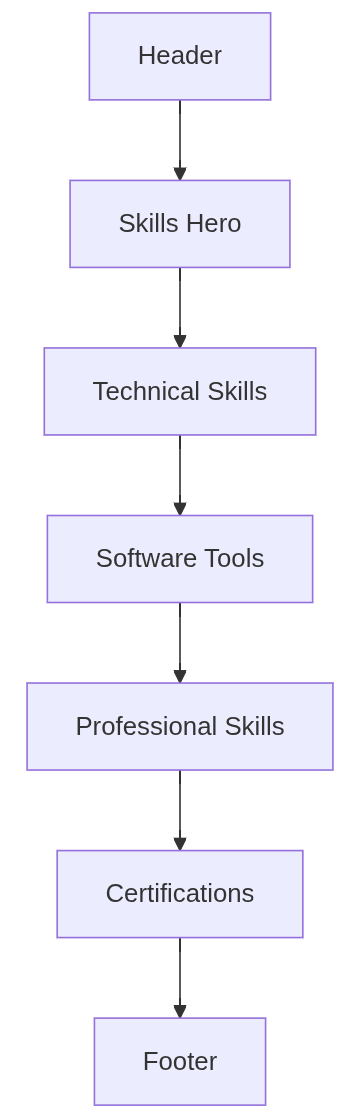 Header
Skills Hero
Technical Skills
Software Tools
Professional Skills
Certifications
Footer